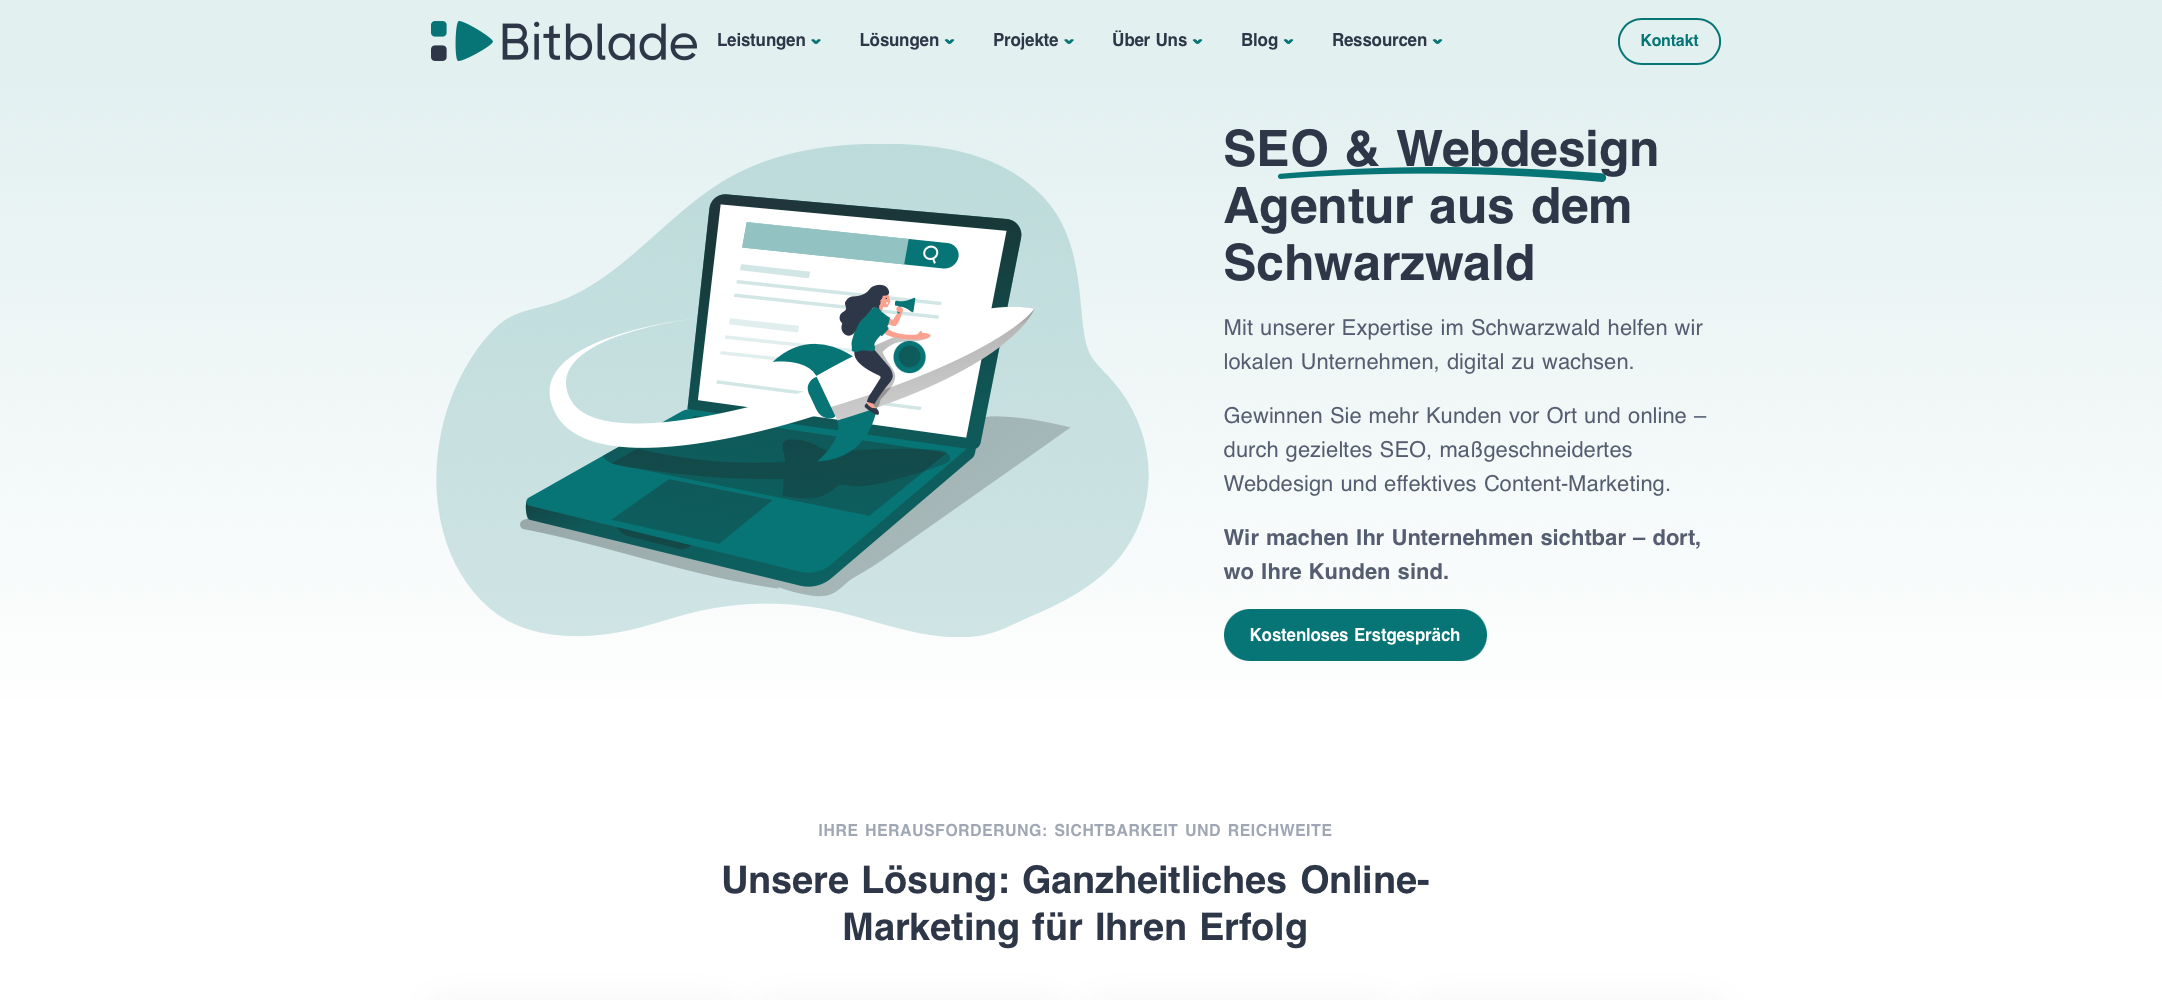 Bitblade
Leistungen
Lösungen
Projekte
Über Uns
Blog
Ressourcen
Kontakt
SEO & Webdesign
Agentur aus dem
Schwarzwald
Mit unserer Expertise im Schwarzwald helfen wir
lokalen Unternehmen, digital zu wachsen.
Gewinnen Sie mehr Kunden vor Ort und online –
durch gezieltes SEO, maßgeschneidertes
Webdesign und effektives Content-Marketing.
Wir machen Ihr Unternehmen sichtbar – dort,
wo Ihre Kunden sind.
Kostenloses Erstgespräch
IHRE HERAUSFORDERUNG: SICHTBARKEIT UND REICHWEITE
Unsere Lösung: Ganzheitliches Online-
Marketing für Ihren Erfolg